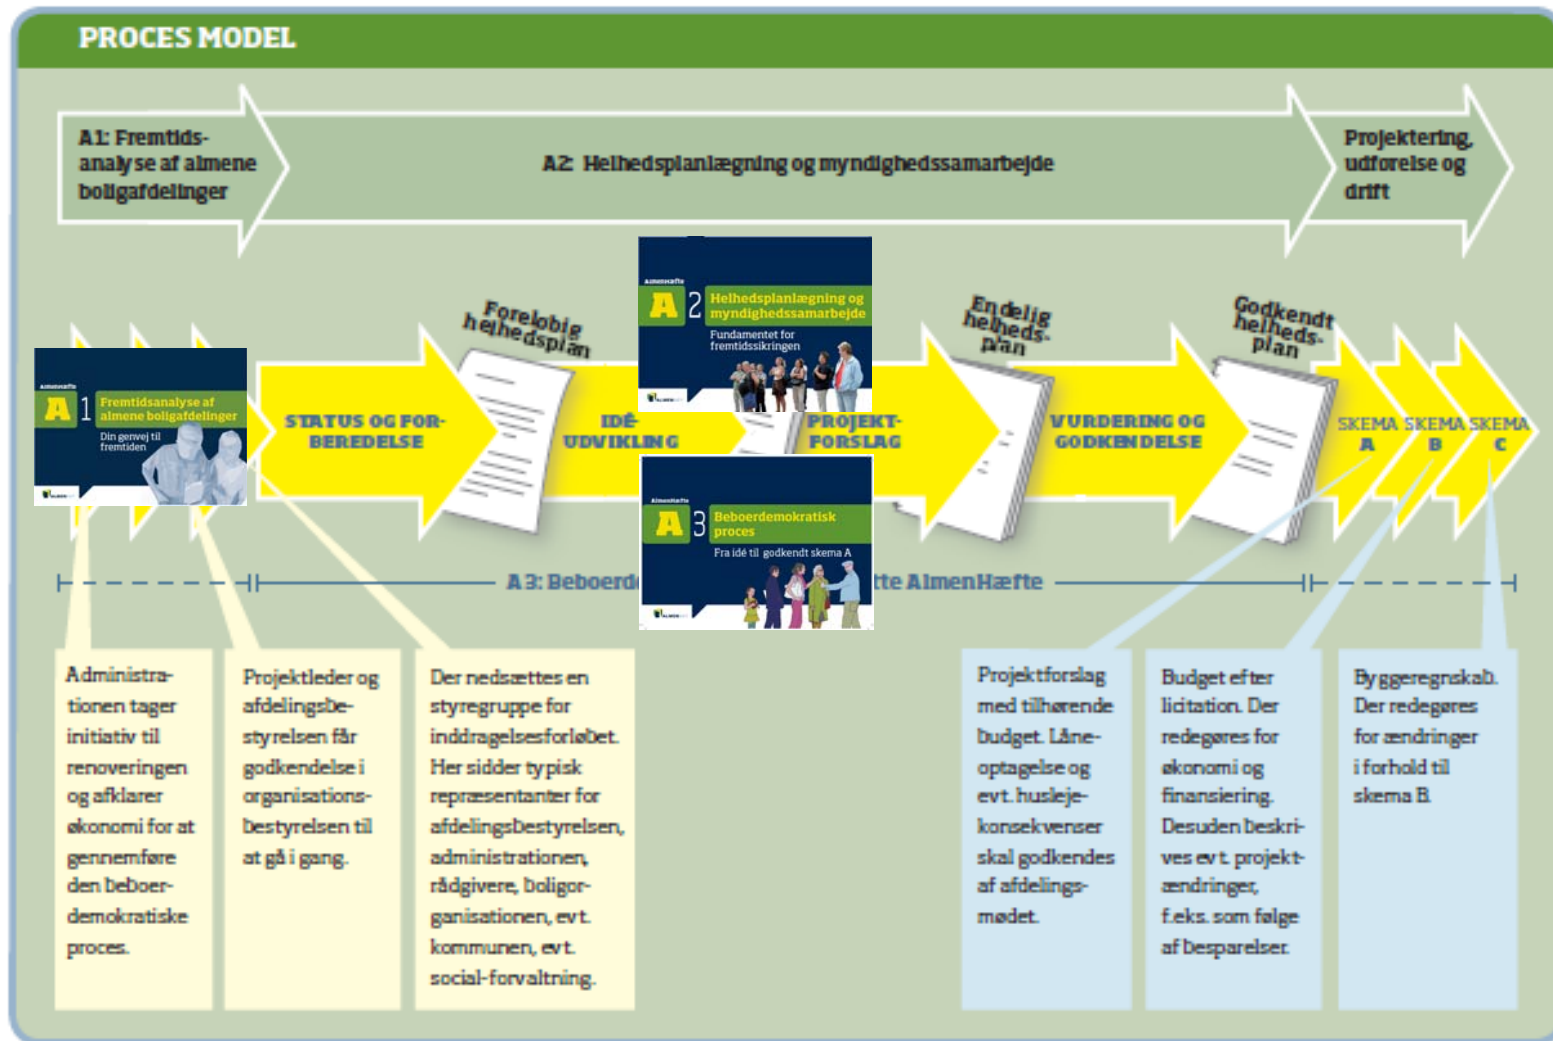 PROCES MODEL
A1: Fremtids-
analyse af almene
boligafdelinger
A2: Helhedsplanlægning og myndighedssamarbejde
Projektering,
udførelse og
drift
Foreløbig
helhedsplan
Endelig
helheds-
plan
Godkendt
helheds-
plan
AlmenHæfte
A 1 Fremtidsanalyse af
almene boligafdelinger
Din genvej til
fremtiden
STATUS OG FOR-
BEREDELSE
IDÉ-
UDVIKLING
AlmenHæfte
A 2 Helhedsplanlægning og
myndighedssamarbejde
Fundamentet for
fremtidssikringen
PROJEKT-
FORSLAG
VURDERING OG
GODKENDELSE
SKEMA
A
SKEMA
B
SKEMA
C
AlmenHæfte
A 3 Beboerdemokratisk
proces
Fra idé til godkendt skema A
A3: Beboerde
tte AlmenHæfte
Administra-
tionen tager
initiativ til
renoveringen
og afklarer
økonomi for at
gennemføre
den beboer-
demokratiske
proces.
Projektleder og
afdelingsbe-
styrelsen får
godkendelse i
organisations-
bestyrelsen til
at gå i gang.
Der nedsættes en
styregruppe for
inddragelsesforløbet.
Her sidder typisk
repræsentanter for
afdelingsbestyrelsen,
administrationen,
rådgivere, boligor-
ganisationen, evt.
kommunen, evt.
social-forvaltning.
Projektforslag
med tilhørende
budget. Låne-
optagelse og
evt. husleje-
konsekvenser
skal godkendes
af afdelings-
mødet.
Budget efter
licitation. Der
redegøres for
økonomi og
finansiering.
Desuden beskri-
ves evt. projekt-
ændringer,
f.eks. som følge
af besparelser.
Byggeregnskab.
Der redegøres
for ændringer
i forhold til
skema B.